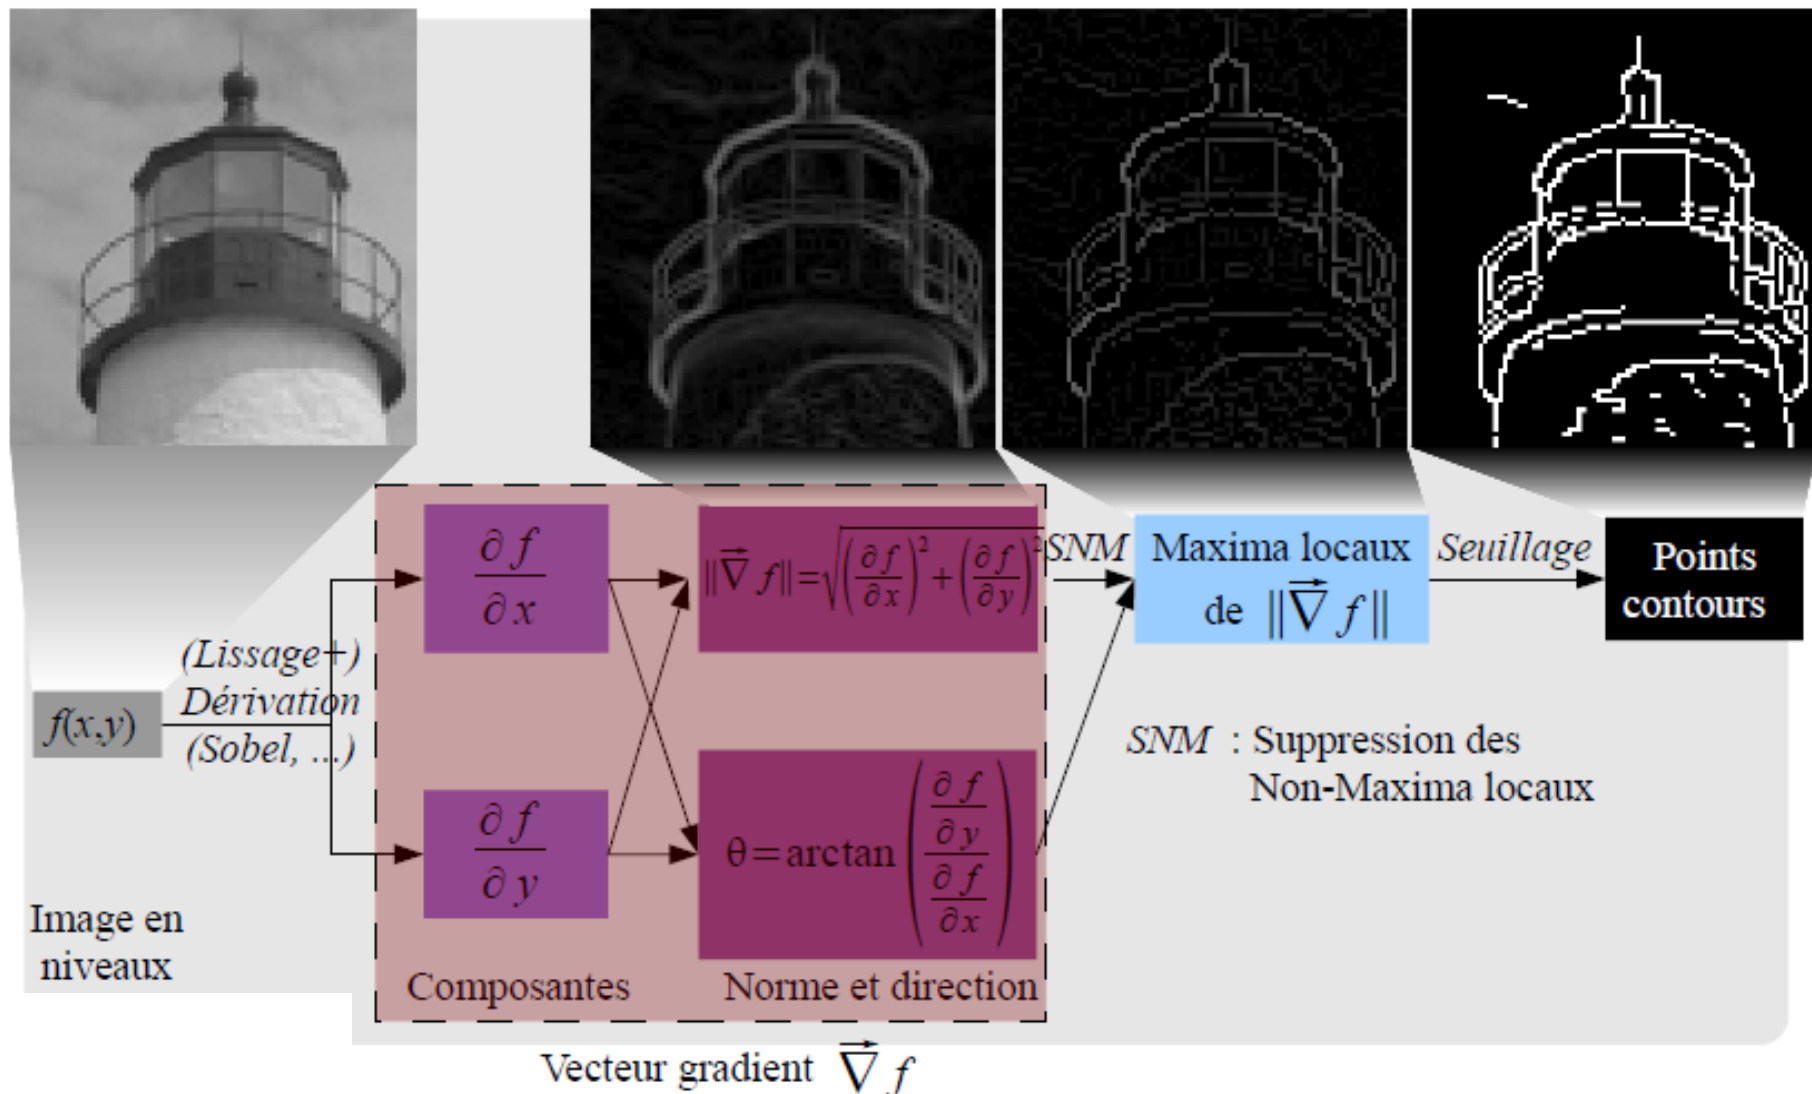 f(x,y)
(Lissage+)
Dérivation
(Sobel, ...)
Image en
niveaux
∂ f
∂ x
∂ f
∂ y
Composantes
‖∇⃗ f‖=√((∂f/∂x)²+(∂f/∂y)²)
θ=arctan((∂f/∂y)/(∂f/∂x))
Norme et direction
Vecteur gradient ∇⃗ f
SNM
Maxima locaux
de ‖∇⃗ f‖
Seuillage
Points
contours
SNM : Suppression des
Non-Maxima locaux